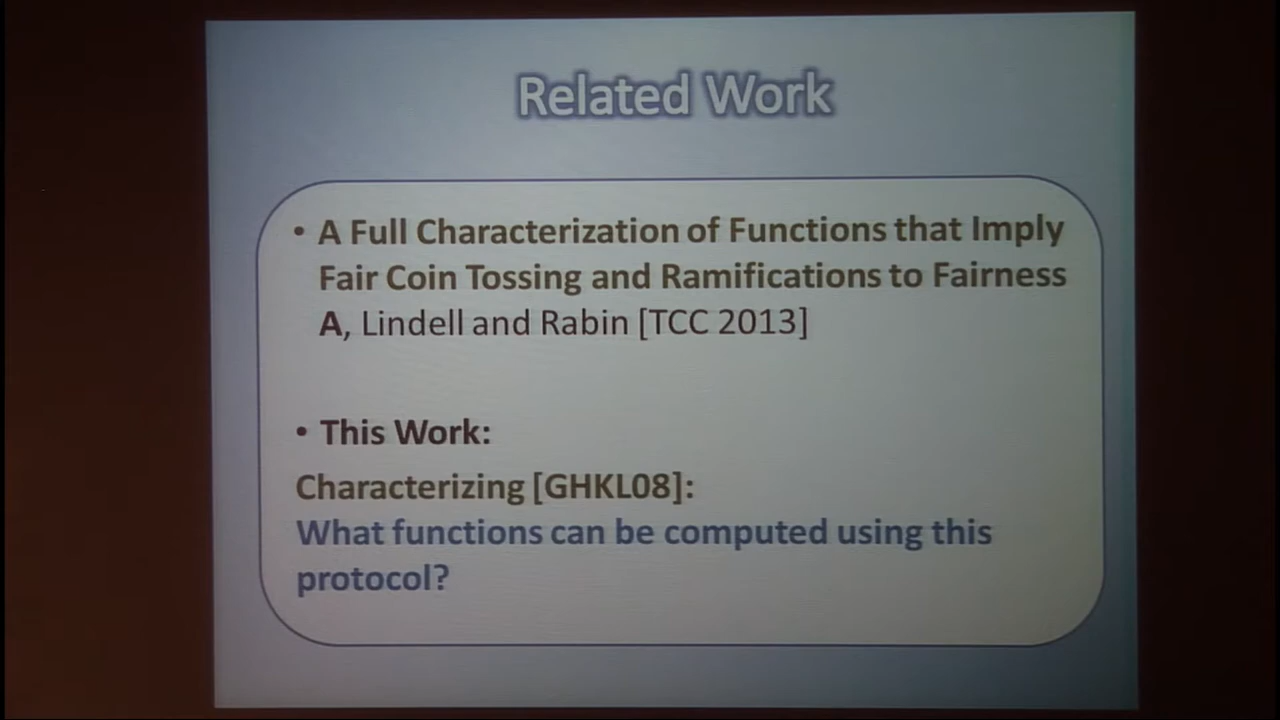 Related Work
• A Full Characterization of Functions that Imply
Fair Coin Tossing and Ramifications to Fairness
A, Lindell and Rabin [TCC 2013]
• This Work:
Characterizing [GHKL08]:
What functions can be computed using this
protocol?